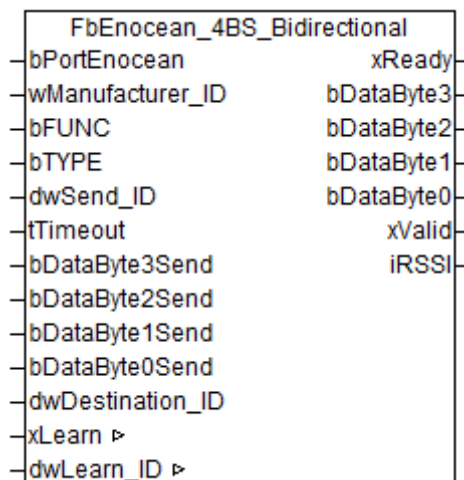 FbEnocean_4BS_Bidirectional
bPortEnocean xReady
wManufacturer_ID bDataByte3
bFUNC bDataByte2
bTYPE bDataByte1
dwSend_ID bDataByte0
tTimeout xValid
bDataByte3Send iRSSI
bDataByte2Send
bDataByte1Send
bDataByte0Send
dwDestination_ID
xLearn ▹
dwLearn_ID ▹